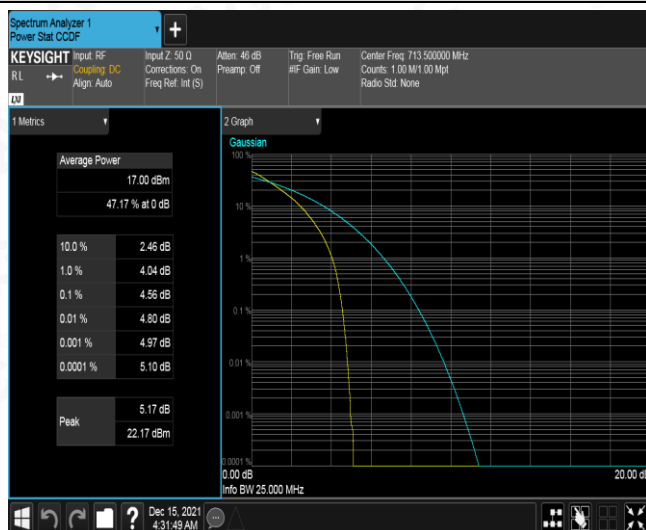 Spectrum Analyzer 1
Power Stat CCDF
+
KEYSIGHT Input: RF Input Z: 50 Ω Atten: 46 dB Trig: Free Run Center Freq: 713.500000 MHz
RL Coupling: DC Corrections: On Preamp: Off #IF Gain: Low Counts: 1.00 M/1.00 Mpt
Align: Auto Freq Ref: Int (S) Radio Std: None
LXI
1 Metrics
Average Power
17.00 dBm
47.17 % at 0 dB
10.0 % 2.46 dB
1.0 % 4.04 dB
0.1 % 4.56 dB
0.01 % 4.80 dB
0.001 % 4.97 dB
0.0001 % 5.10 dB
Peak
5.17 dB
22.17 dBm
2 Graph
Gaussian
100 %
10 %
1 %
0.1 %
0.01 %
0.001 %
0.0001 %
0.00 dB 20.00 dB
Info BW 25.000 MHz
? Dec 15, 2021
4:31:49 AM